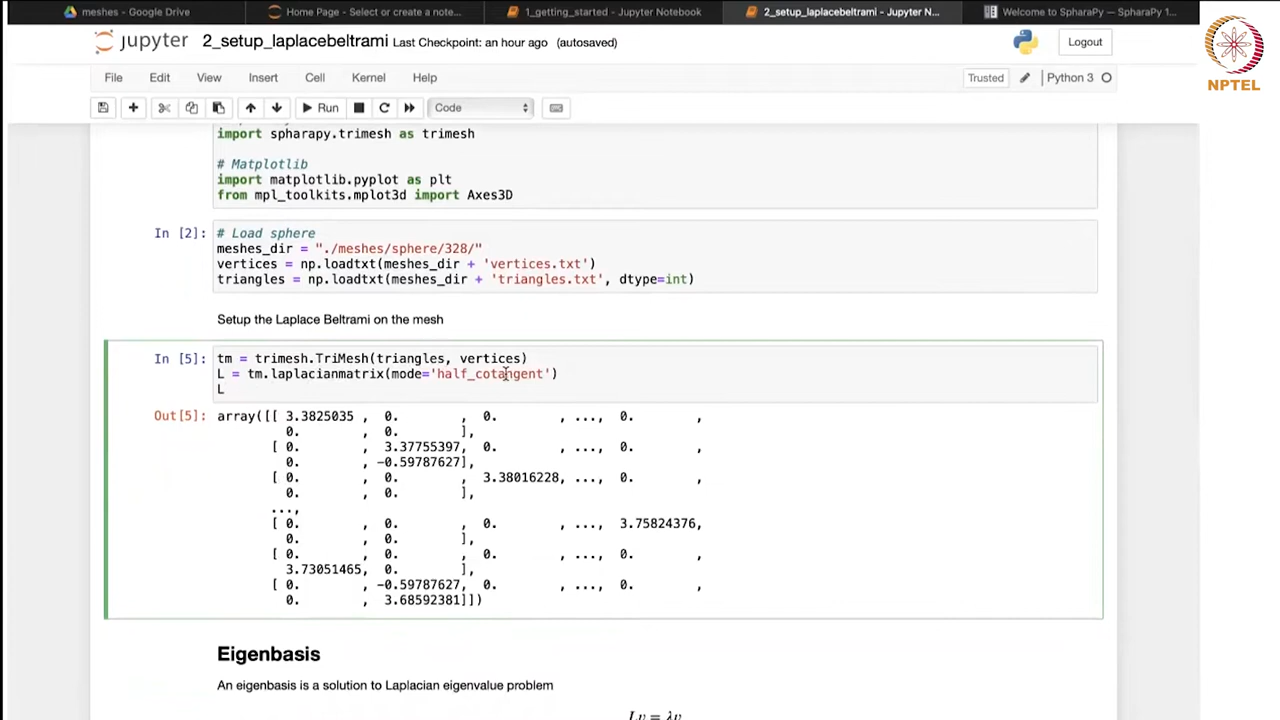 meshes - Google Drive
Home Page - Select or create a note...
1_getting_started - Jupyter Notebook
2_setup_laplacebeltrami - Jupyter N...
Welcome to SpharaPy — SpharaPy 1...
NPTEL
jupyter 2_setup_laplacebeltrami Last Checkpoint: an hour ago (autosaved)
Logout
File Edit View Insert Cell Kernel Help
Trusted Python 3
Run Code
import spharapy.trimesh as trimesh
# Matplotlib
import matplotlib.pyplot as plt
from mpl_toolkits.mplot3d import Axes3D
In [2]: # Load sphere
meshes_dir = "./meshes/sphere/328/"
vertices = np.loadtxt(meshes_dir + 'vertices.txt')
triangles = np.loadtxt(meshes_dir + 'triangles.txt', dtype=int)
Setup the Laplace Beltrami on the mesh
In [5]: tm = trimesh.TriMesh(triangles, vertices)
L = tm.laplacianmatrix(mode='half_cotangent')
L
Out[5]: array([[ 3.3825035 , 0. , 0. , ..., 0. ,
0. , 0. ],
[ 0. , 3.37755397, 0. , ..., 0. ,
0. , -0.59787627],
[ 0. , 0. , 3.38016228, ..., 0. ,
0. , 0. ],
...,
[ 0. , 0. , 0. , ..., 3.75824376,
0. , 0. ],
[ 0. , 0. , 0. , ..., 0. ,
3.73051465, 0. ],
[ 0. , -0.59787627, 0. , ..., 0. ,
0. , 3.68592381]])
Eigenbasis
An eigenbasis is a solution to Laplacian eigenvalue problem
Lv = λv